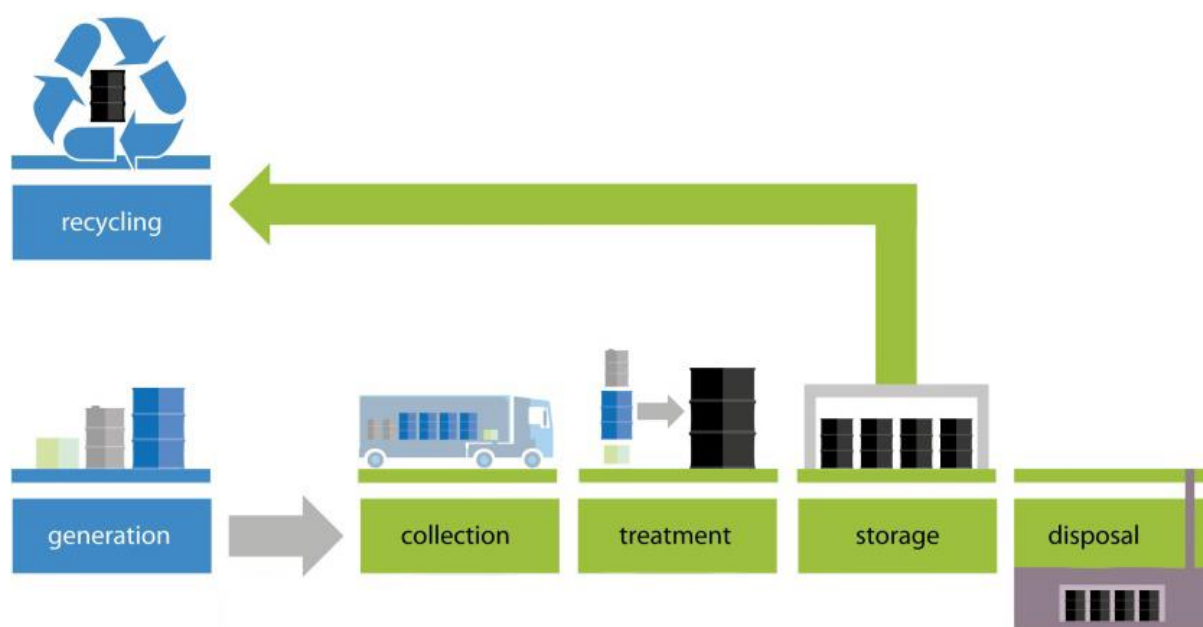 recycling
generation
collection
treatment
storage
disposal